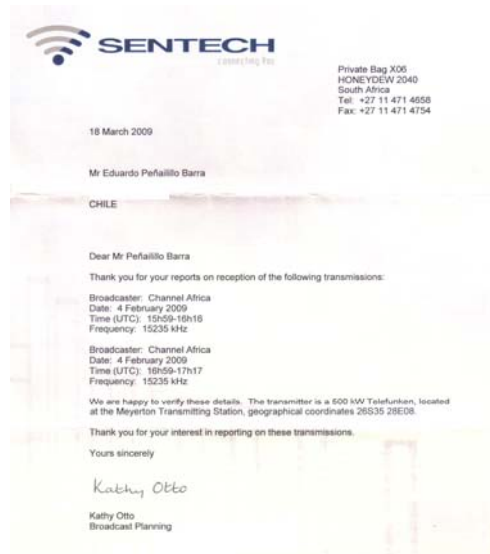 SENTECH
connecting you
Private Bag X06
HONEYDEW 2040
South Africa
Tel: +27 11 471 4658
Fax: +27 11 471 4754
18 March 2009
Mr Eduardo Peñailillo Barra
CHILE
Dear Mr Peñailillo Barra
Thank you for your reports on reception of the following transmissions:
Broadcaster: Channel Africa
Date: 4 February 2009
Time (UTC): 15h59-16h16
Frequency: 15235 kHz
Broadcaster: Channel Africa
Date: 4 February 2009
Time (UTC): 16h59-17h17
Frequency: 15235 kHz
We are happy to verify these details. The transmitter is a 500 kW Telefunken, located
at the Meyerton Transmitting Station, geographical coordinates 26S35 28E08.
Thank you for your interest in reporting on these transmissions.
Yours sincerely
Kathy Otto
Kathy Otto
Broadcast Planning